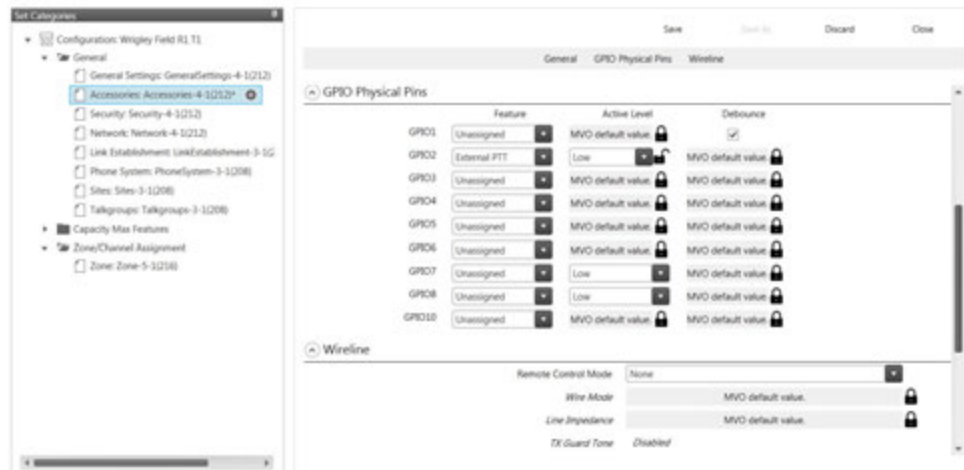 Set Categories
Configuration: Wrigley Field R1 T1
General
General Settings: GeneralSettings-4-1(212)
Accessories: Accessories-4-1(212)*
Security: Security-4-1(212)
Network: Network-4-1(212)
Link Establishment: LinkEstablishment-3-1(2
Phone System: PhoneSystem-3-1(208)
Sites: Sites-3-1(208)
Talkgroups: Talkgroups-3-1(208)
Capacity Max Features
Zone/Channel Assignment
Zone: Zone-5-1(216)
Save Save As Discard Close
General GPIO Physical Pins Wireline
GPIO Physical Pins
Feature Active Level Debounce
GPIO1 Unassigned MVO default value.
GPIO2 External PTT Low MVO default value.
GPIO3 Unassigned MVO default value. MVO default value.
GPIO4 Unassigned MVO default value. MVO default value.
GPIO5 Unassigned MVO default value. MVO default value.
GPIO6 Unassigned MVO default value. MVO default value.
GPIO7 Unassigned Low MVO default value.
GPIO8 Unassigned Low MVO default value.
GPIO10 Unassigned MVO default value. MVO default value.
Wireline
Remote Control Mode None
Wire Mode MVO default value.
Line Impedance MVO default value.
TX Guard Tone Disabled